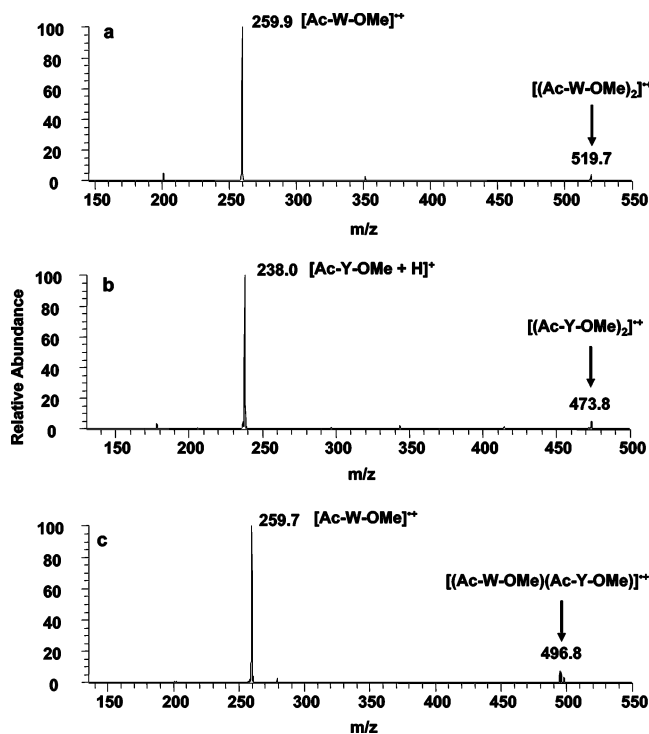 a
259.9 [Ac-W-OMe]•+
[(Ac-W-OMe)₂]•+
519.7
100
80
60
40
20
0
150 200 250 300 350 400 450 500 550
m/z
b
238.0 [Ac-Y-OMe + H]+
[(Ac-Y-OMe)₂]•+
473.8
100
80
60
40
20
0
150 200 250 300 350 400 450 500
m/z
Relative Abundance
c
259.7 [Ac-W-OMe]•+
[(Ac-W-OMe)(Ac-Y-OMe)]•+
496.8
100
80
60
40
20
0
150 200 250 300 350 400 450 500 550
m/z